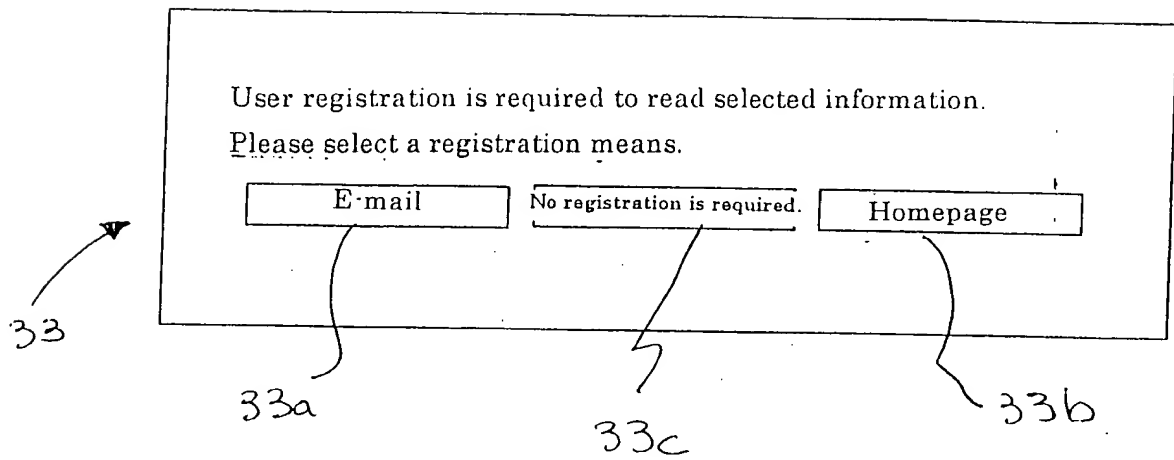 User registration is required to read selected information.
Please select a registration means.
E-mail No registration is required. Homepage
33
33a 33c 33b